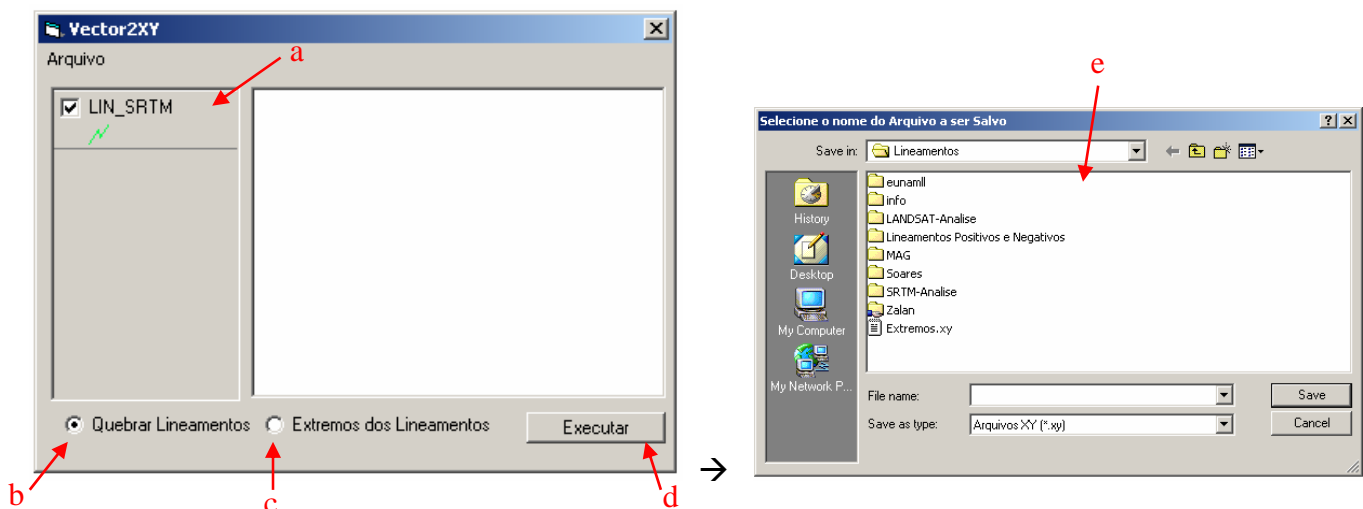 Vector2XY
Arquivo
a
LIN_SRTM
Quebrar Lineamentos
Extremos dos Lineamentos
Executar
b
c
d
→
e
Selecione o nome do Arquivo a ser Salvo
Save in:
Lineamentos
History
Desktop
My Computer
My Network P...
eunamll
info
LANDSAT-Analise
Lineamentos Positivos e Negativos
MAG
Soares
SRTM-Analise
Zalan
Extremos.xy
File name:
Save
Save as type:
Arquivos XY (*.xy)
Cancel